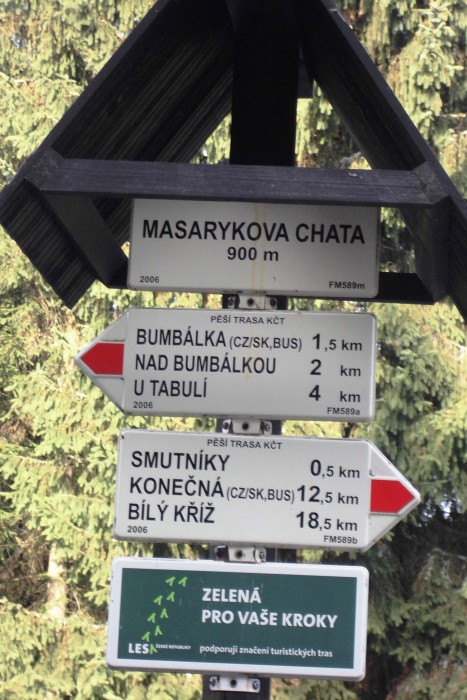 MASARYKOVA CHATA
900 m
2006 FM589m
PĚŠÍ TRASA KČT
BUMBÁLKA (CZ/SK,BUS) 1,5 km
NAD BUMBÁLKOU 2 km
U TABULÍ 4 km
2006 FM589a
PĚŠÍ TRASA KČT
SMUTNÍKY 0,5 km
KONEČNÁ (CZ/SK,BUS) 12,5 km
BÍLÝ KŘÍŽ 18,5 km
2006 FM589b
ZELENÁ
PRO VAŠE KROKY
LESY ČESKÉ REPUBLIKY podporují značení turistických tras